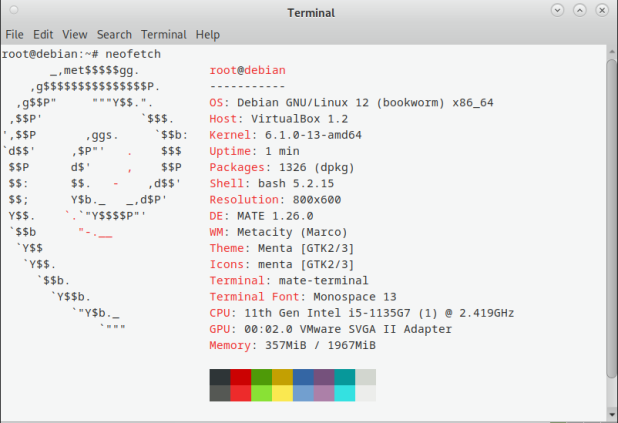 Terminal
File Edit View Search Terminal Help
root@debian:~# neofetch
       _,met$$$$$gg.          root@debian
    ,g$$$$$$$$$$$$$$$P.       -----------
  ,g$$P"     """Y$$.".        OS: Debian GNU/Linux 12 (bookworm) x86_64
 ,$$P'              `$$$.     Host: VirtualBox 1.2
',$$P       ,ggs.     `$$b:   Kernel: 6.1.0-13-amd64
`d$$'     ,$P"'   .    $$$    Uptime: 1 min
 $$P      d$'     ,    $$P    Packages: 1326 (dpkg)
 $$:      $$.   -    ,d$$'    Shell: bash 5.2.15
 $$;      Y$b._   _,d$P'      Resolution: 800x600
 Y$$.    `.`"Y$$$$P"'         DE: MATE 1.26.0
 `$$b      "-.__              WM: Metacity (Marco)
  `Y$$                        Theme: Menta [GTK2/3]
   `Y$$.                      Icons: menta [GTK2/3]
     `$$b.                    Terminal: mate-terminal
       `Y$$b.                 Terminal Font: Monospace 13
          `"Y$b._             CPU: 11th Gen Intel i5-1135G7 (1) @ 2.419GHz
              `"""            GPU: 00:02.0 VMware SVGA II Adapter
                              Memory: 357MiB / 1967MiB